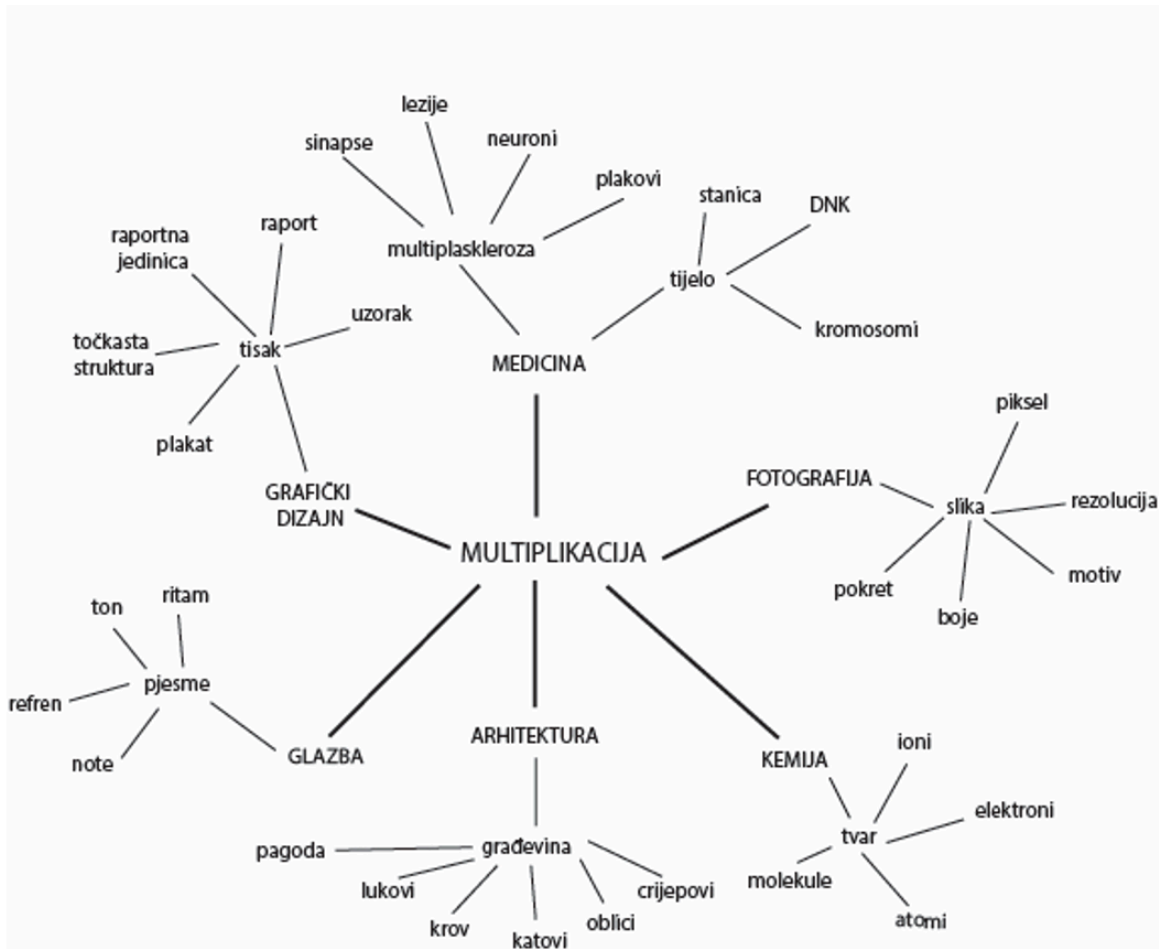 lezije
sinapse
neuroni
plakovi
multiplaskleroza
stanica
DNK
tijelo
kromosomi
MEDICINA
raportna
jedinica
raport
uzorak
točkasta
struktura
tisak
plakat
GRAFIČKI
DIZAJN
MULTIPLIKACIJA
FOTOGRAFIJA
piksel
slika
rezolucija
motiv
boje
pokret
ton
ritam
pjesme
refren
note
GLAZBA
ARHITEKTURA
građevina
pagoda
lukovi
krov
katovi
oblici
crijepovi
KEMIJA
ioni
elektroni
tvar
molekule
atomi